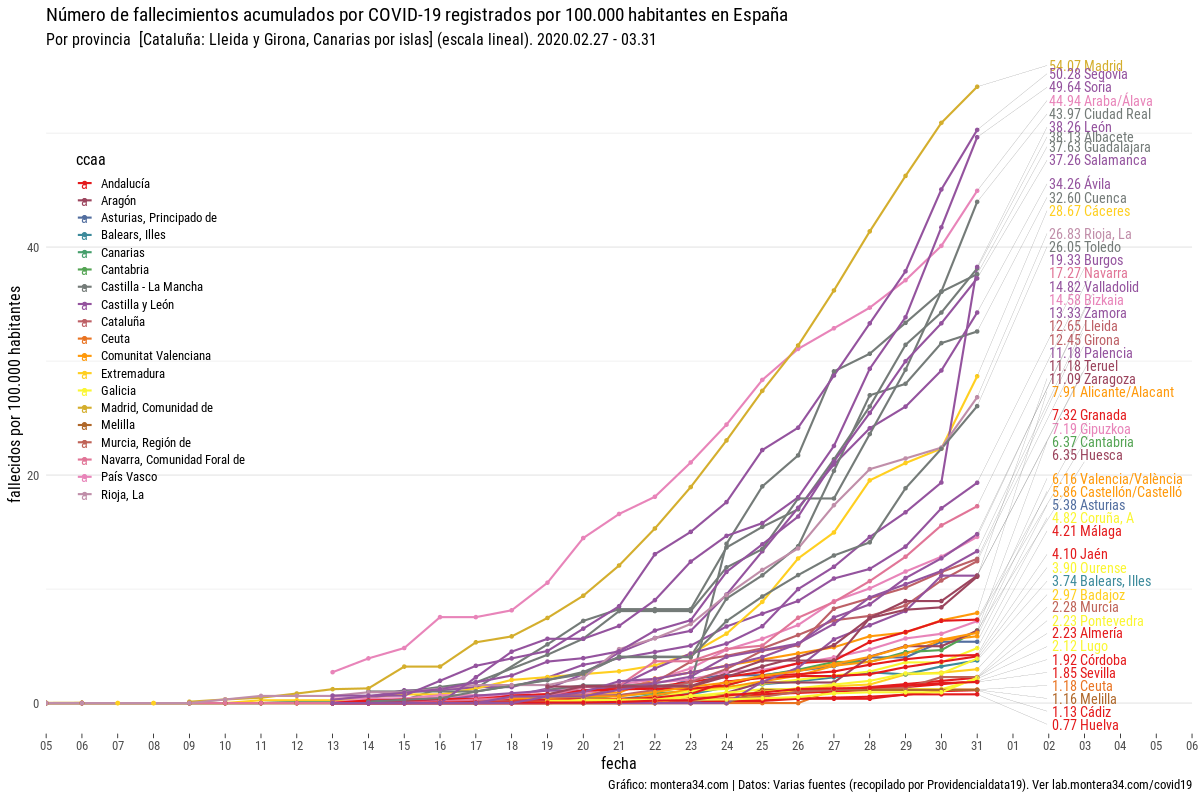 Número de fallecimientos acumulados por COVID-19 registrados por 100.000 habitantes en España
Por provincia [Cataluña: Lleida y Girona, Canarias por islas] (escala lineal). 2020.02.27 - 03.31
54.07 Madrid
50.28 Segovia
49.64 Soria
44.94 Araba/Álava
43.97 Ciudad Real
38.26 León
38.13 Albacete
37.63 Guadalajara
37.26 Salamanca
34.26 Ávila
32.60 Cuenca
28.67 Cáceres
26.83 Rioja, La
26.05 Toledo
19.33 Burgos
17.27 Navarra
14.82 Valladolid
14.58 Bizkaia
13.33 Zamora
12.65 Lleida
12.45 Girona
11.18 Palencia
11.18 Teruel
11.09 Zaragoza
7.91 Alicante/Alacant
7.32 Granada
7.19 Gipuzkoa
6.37 Cantabria
6.35 Huesca
6.16 Valencia/València
5.86 Castellón/Castelló
5.38 Asturias
4.82 Coruña, A
4.21 Málaga
4.10 Jaén
3.90 Ourense
3.74 Balears, Illes
2.97 Badajoz
2.28 Murcia
2.23 Pontevedra
2.23 Almería
2.12 Lugo
1.92 Córdoba
1.85 Sevilla
1.18 Ceuta
1.16 Melilla
1.13 Cádiz
0.77 Huelva
ccaa
Andalucía
Aragón
Asturias, Principado de
Balears, Illes
Canarias
Cantabria
Castilla - La Mancha
Castilla y León
Cataluña
Ceuta
Comunitat Valenciana
Extremadura
Galicia
Madrid, Comunidad de
Melilla
Murcia, Región de
Navarra, Comunidad Foral de
País Vasco
Rioja, La
fallecidos por 100.000 habitantes
40
20
0
05 06 07 08 09 10 11 12 13 14 15 16 17 18 19 20 21 22 23 24 25 26 27 28 29 30 31 01 02 03 04 05 06
fecha
Gráfico: montera34.com | Datos: Varias fuentes (recopilado por Providencialdata19). Ver lab.montera34.com/covid19